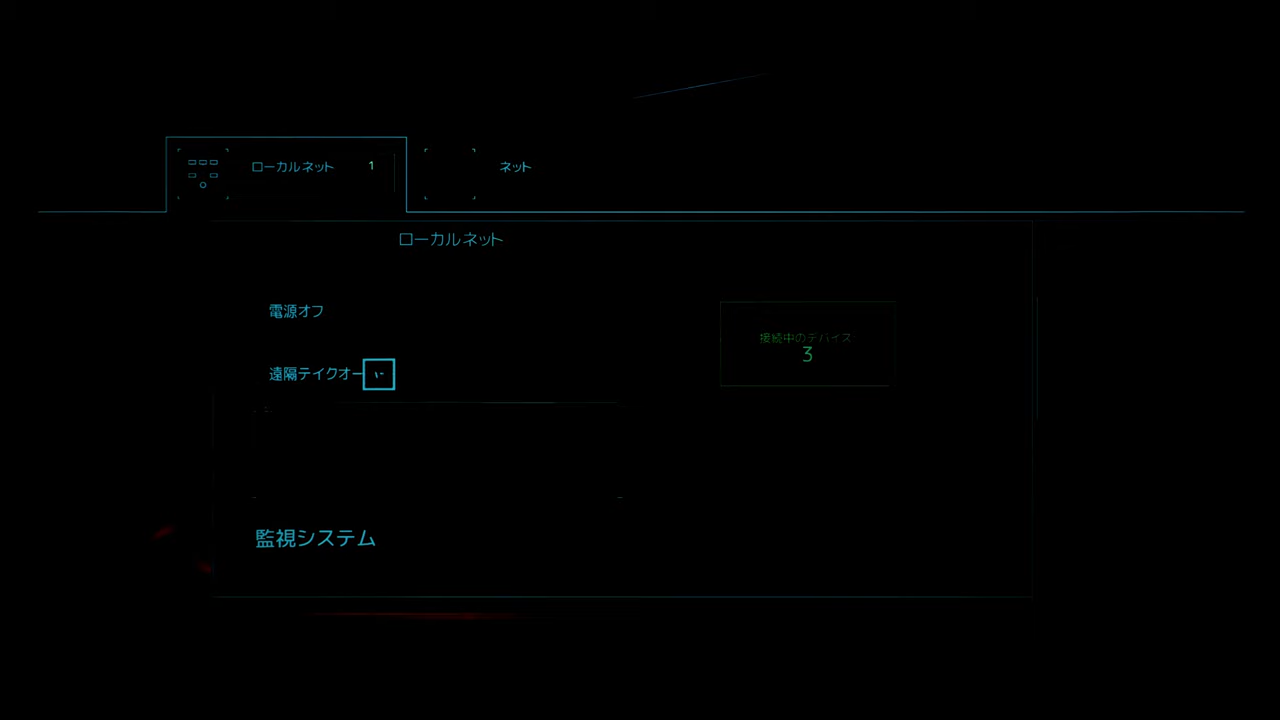 ローカルネット 1
ネット
ローカルネット
電源オフ
接続中のデバイス
3
遠隔テイクオー
監視システム